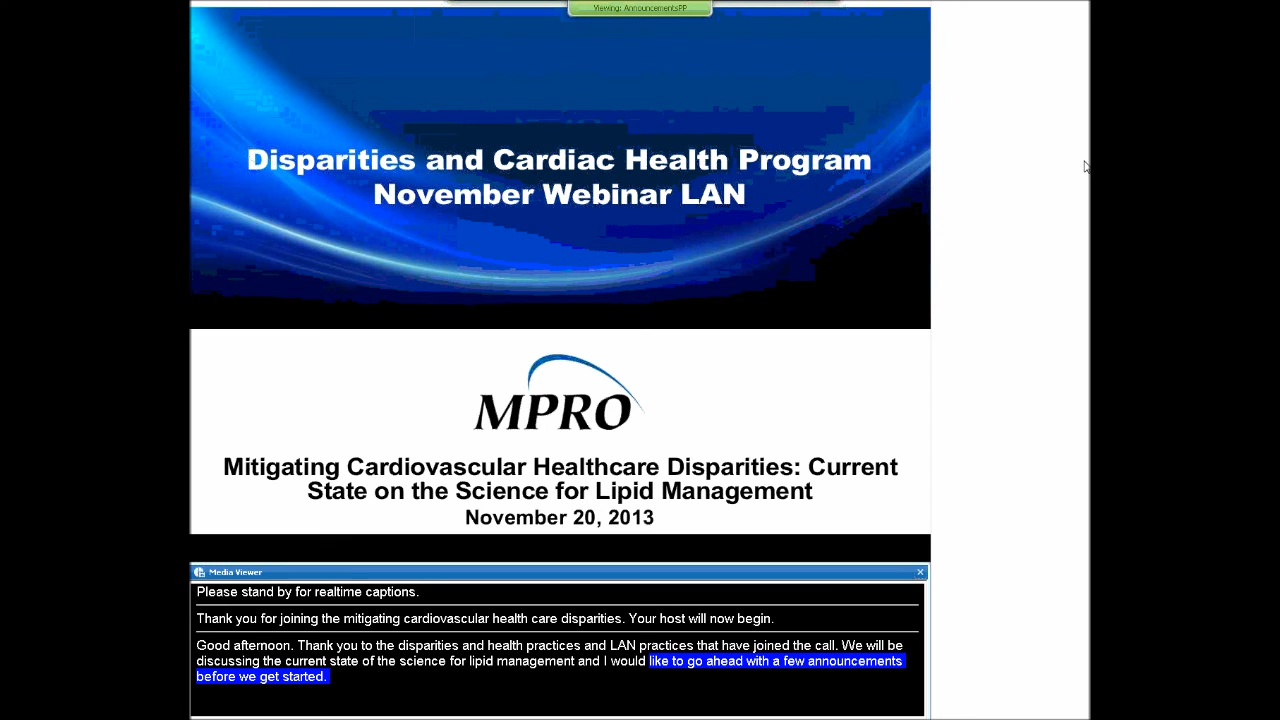 Viewing: AnnouncementsPP
Disparities and Cardiac Health Program
November Webinar LAN
MPRO
Mitigating Cardiovascular Healthcare Disparities: Current
State on the Science for Lipid Management
November 20, 2013
Media Viewer
Please stand by for realtime captions.
Thank you for joining the mitigating cardiovascular health care disparities. Your host will now begin.
Good afternoon. Thank you to the disparities and health practices and LAN practices that have joined the call. We will be
discussing the current state of the science for lipid management and I would like to go ahead with a few announcements
before we get started.